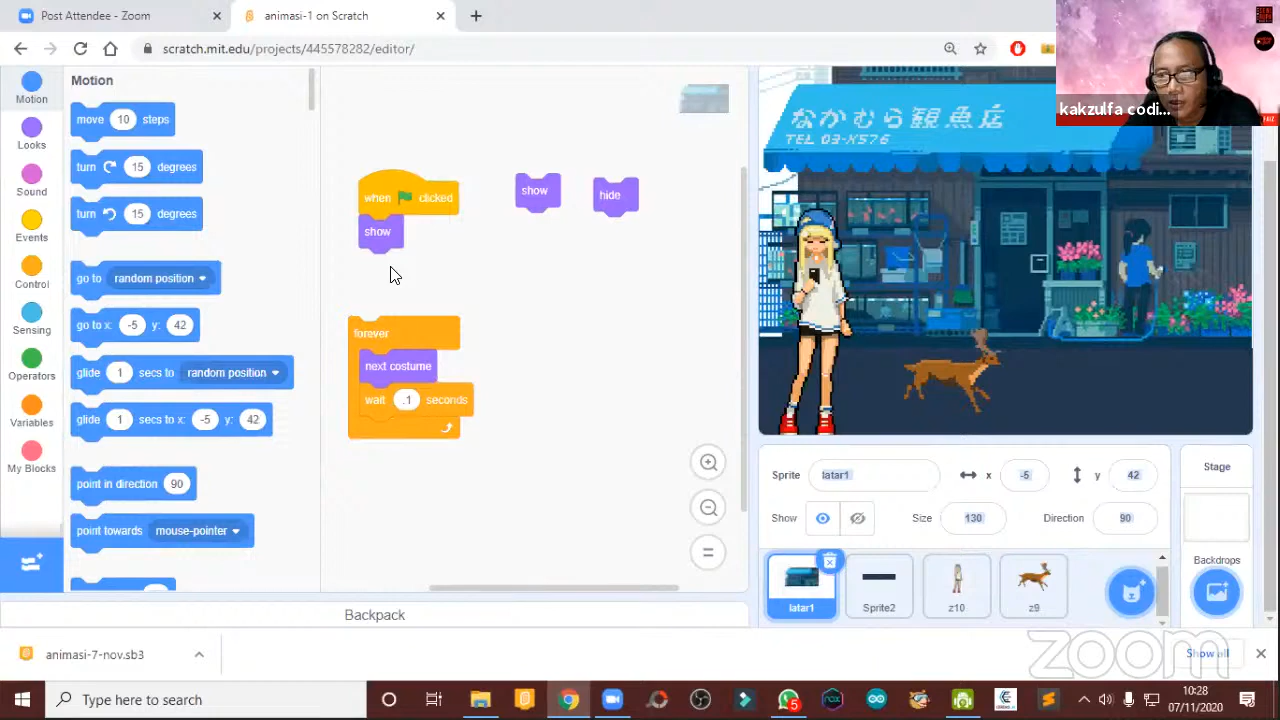 Post Attendee - Zoom
animasi-1 on Scratch
scratch.mit.edu/projects/445578282/editor/
kakzulfa codi...
Motion
Looks
Sound
Events
Control
Sensing
Operators
Variables
My Blocks
Motion
move 10 steps
turn 15 degrees
turn 15 degrees
go to random position
go to x: -5 y: 42
glide 1 secs to random position
glide 1 secs to x: -5 y: 42
point in direction 90
point towards mouse-pointer
when clicked
show
show
hide
forever
next costume
wait .1 seconds
なかむら観魚店
TEL 03-X576
Sprite latar1 x -5 y 42
Show Size 130 Direction 90
Stage
Backdrops
latar1
Sprite2
z10
z9
Backpack
animasi-7-nov.sb3
Show all
zoom
Type here to search
5
10:28
07/11/2020